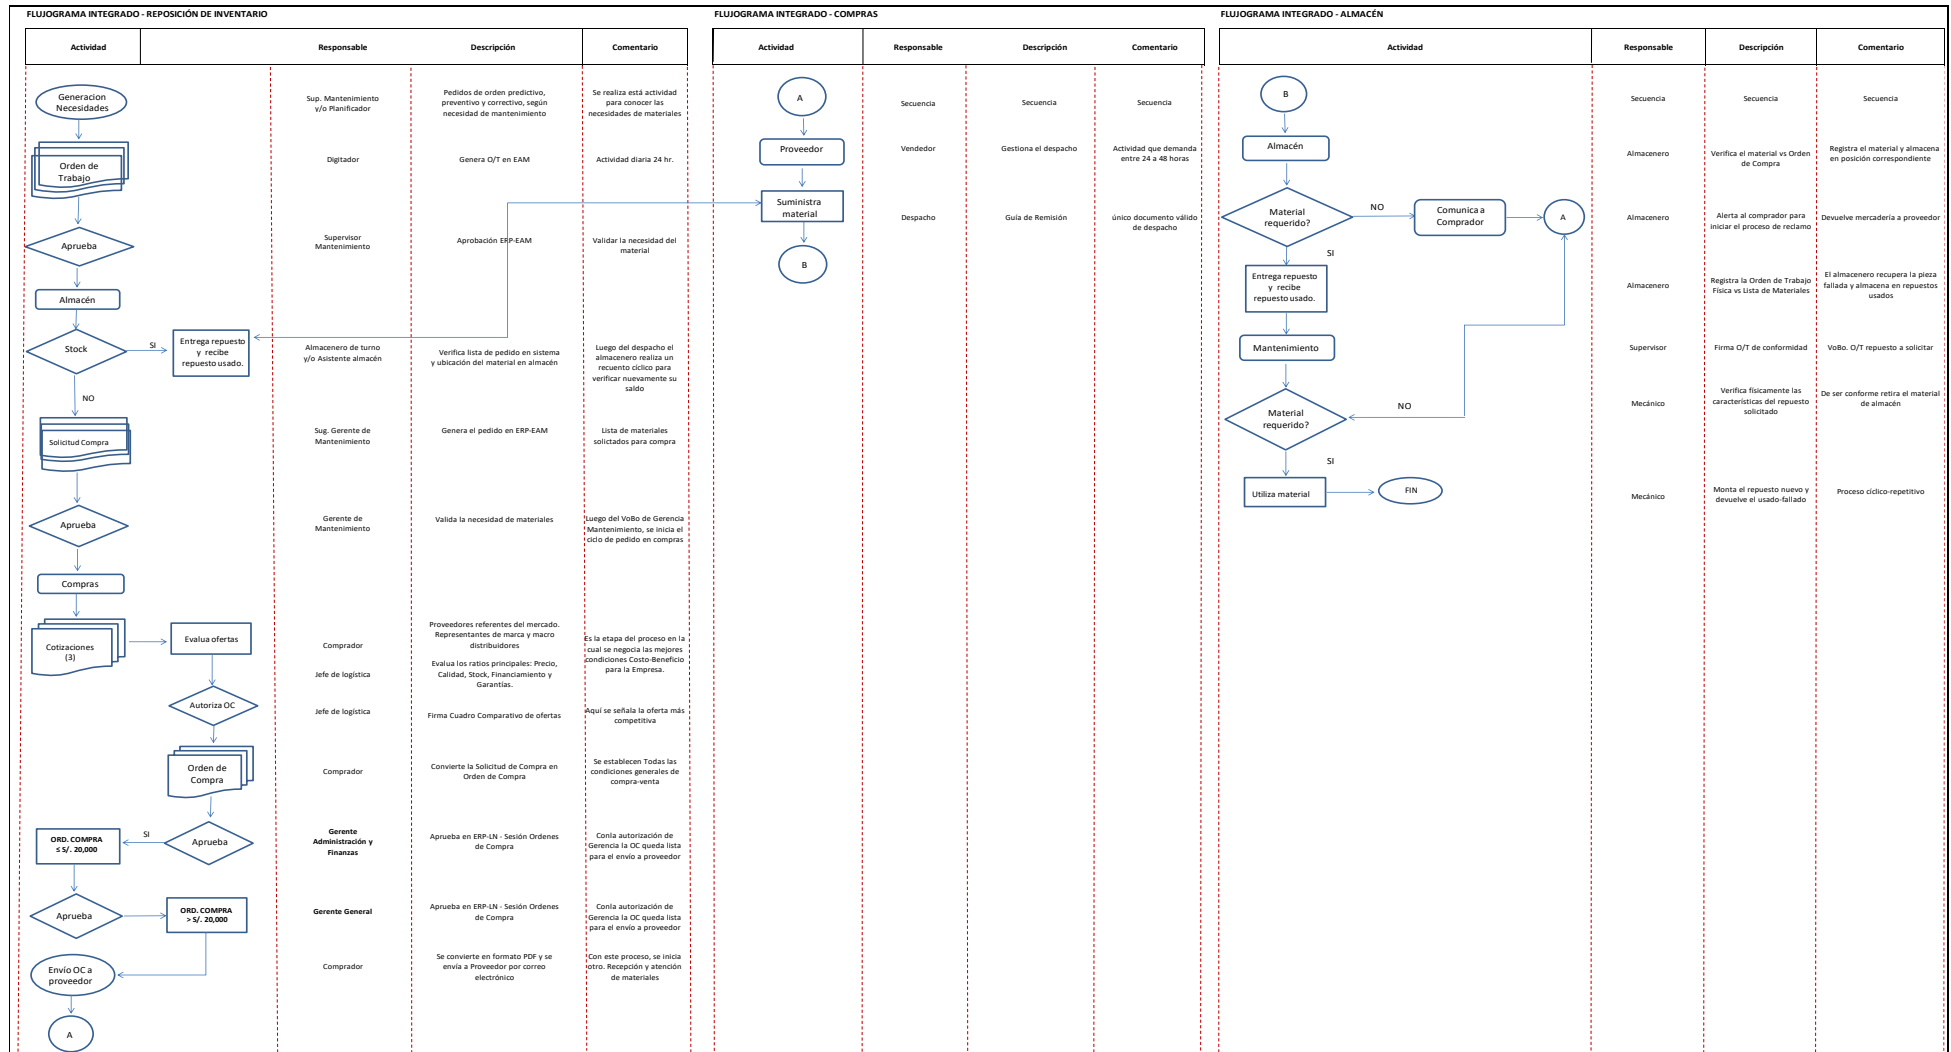 FLUJOGRAMA INTEGRADO - REPOSICIÓN DE INVENTARIO
Actividad
Responsable
Descripción
Comentario
Generacion
Necesidades
Sup. Mantenimiento
y/o Planificador
Pedidos de orden predictivo,
preventivo y correctivo, según
necesidad de mantenimiento
Se realiza está actividad
para conocer las
necesidades de materiales
Orden de
Trabajo
Digitador
Genera O/T en EAM
Actividad diaria 24 hr.
Aprueba
Supervisor
Mantenimiento
Aprobación ERP-EAM
Validar la necesidad del
material
Almacén
Stock
SI
Entrega repuesto
y recibe
repuesto usado.
Almacenero de turno
y/o Asistente almacén
Verifica lista de pedido en sistema
y ubicación del material en almacén
Luego del despacho el
almacenero realiza un
recuento cíclico para
verificar nuevamente su
saldo
NO
Solicitud Compra
Sug. Gerente de
Mantenimiento
Genera el pedido en ERP-EAM
Lista de materiales
solictados para compra
Aprueba
Gerente de
Mantenimiento
Valida la necesidad de materiales
Luego del VoBo de Gerencia
Mantenimiento, se inicia el
ciclo de pedido en compras
Compras
Cotizaciones
(3)
Evalua ofertas
Comprador
Proveedores referentes del mercado.
Representantes de marca y macro
distribuidores
Es la etapa del proceso en la
cual se negocia las mejores
condiciones Costo-Beneficio
para la Empresa.
Jefe de logística
Evalua los ratios principales: Precio,
Calidad, Stock, Financiamiento y
Garantías.
Autoriza OC
Jefe de logística
Firma Cuadro Comparativo de ofertas
Aquí se señala la oferta más
competitiva
Orden de
Compra
Comprador
Convierte la Solicitud de Compra en
Orden de Compra
Se establecen Todas las
condiciones generales de
compra-venta
ORD. COMPRA
≤ S/. 20,000
SI
Aprueba
Gerente
Administración y
Finanzas
Aprueba en ERP-LN - Sesión Ordenes
de Compra
Conla autorización de
Gerencia la OC queda lista
para el envío a proveedor
Aprueba
ORD. COMPRA
> S/. 20,000
Gerente General
Aprueba en ERP-LN - Sesión Ordenes
de Compra
Conla autorización de
Gerencia la OC queda lista
para el envío a proveedor
Envío OC a
proveedor
Comprador
Se convierte en formato PDF y se
envía a Proveedor por correo
electrónico
Con este proceso, se inicia
otro. Recepción y atención
de materiales
A
FLUJOGRAMA INTEGRADO - COMPRAS
Actividad
Responsable
Descripción
Comentario
A
Secuencia
Secuencia
Secuencia
Proveedor
Vendedor
Gestiona el despacho
Actividad que demanda
entre 24 a 48 horas
Suministra
material
Despacho
Guía de Remisión
único documento válido
de despacho
B
FLUJOGRAMA INTEGRADO - ALMACÉN
Actividad
Responsable
Descripción
Comentario
B
Secuencia
Secuencia
Secuencia
Almacén
Almacenero
Verifica el material vs Orden
de Compra
Registra el material y almacena
en posición correspondiente
Material
requerido?
NO
Comunica a
Comprador
A
Almacenero
Alerta al comprador para
iniciar el proceso de reclamo
Devuelve mercadería a proveedor
SI
Entrega repuesto
y recibe
repuesto usado.
Almacenero
Registra la Orden de Trabajo
Física vs Lista de Materiales
El almacenero recupera la pieza
fallada y almacena en repuestos
usados
Mantenimiento
Supervisor
Firma O/T de conformidad
VoBo. O/T repuesto a solicitar
Material
requerido?
NO
Mecánico
Verifica físicamente las
características del repuesto
solicitado
De ser conforme retira el material
de almacén
SI
Utiliza material
FIN
Mecánico
Monta el repuesto nuevo y
devuelve el usado-fallado
Proceso cíclico-repetitivo